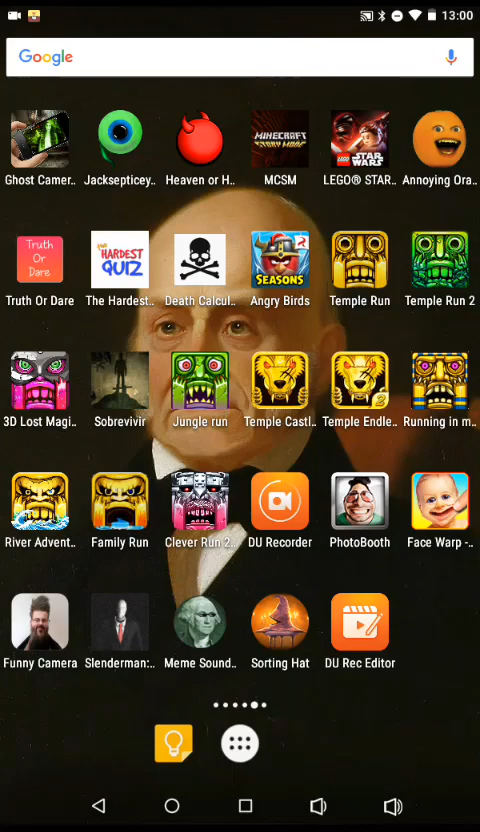 13:00
Google
MINECRAFT
STORY MODE
LEGO STAR WARS
Ghost Camer..
Jacksepticey..
Heaven or H..
MCSM
LEGO® STAR..
Annoying Ora..
Truth
Or
Dare
the HARDEST
QUIZ
SEASONS
Truth Or Dare
The Hardest..
Death Calcul..
Angry Birds
Temple Run
Temple Run 2
2
3D Lost Magi..
Sobrevivir
Jungle run
Temple Castl..
Temple Endle..
Running in m..
River Advent..
Family Run
Clever Run 2..
DU Recorder
PhotoBooth
Face Warp -..
Funny Camera
Slenderman:..
Meme Sound..
Sorting Hat
DU Rec Editor